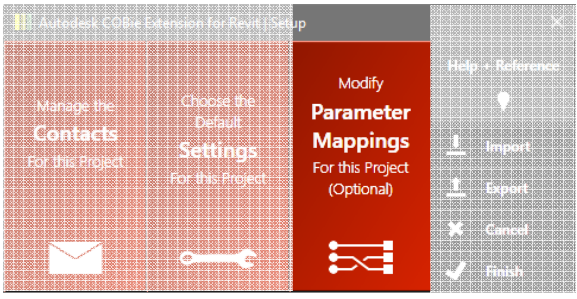 Autodesk COBie Extension for Revit | Setup
Manage the
Contacts
For this Project
Choose the
Default
Settings
For this Project
Modify
Parameter
Mappings
For this Project
(Optional)
Help + Reference
Import
Export
Cancel
Finish